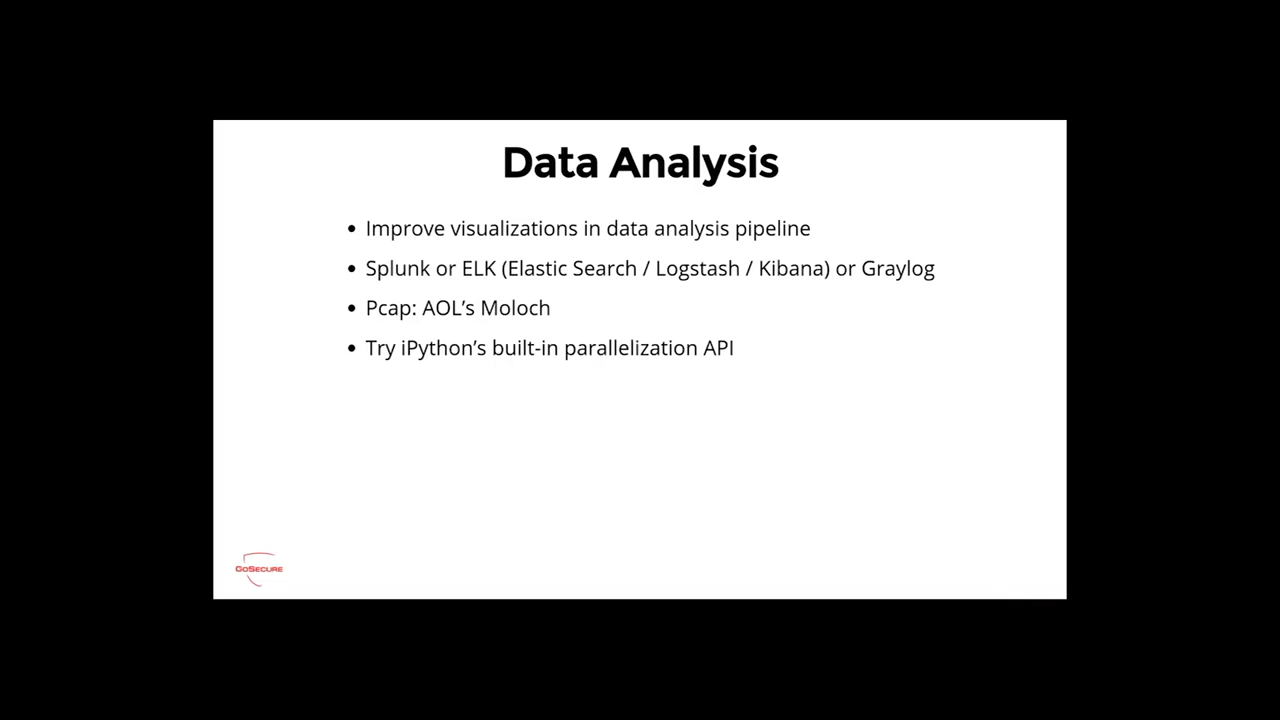 Data Analysis
• Improve visualizations in data analysis pipeline
• Splunk or ELK (Elastic Search / Logstash / Kibana) or Graylog
• Pcap: AOL’s Moloch
• Try iPython’s built-in parallelization API
GoSecure